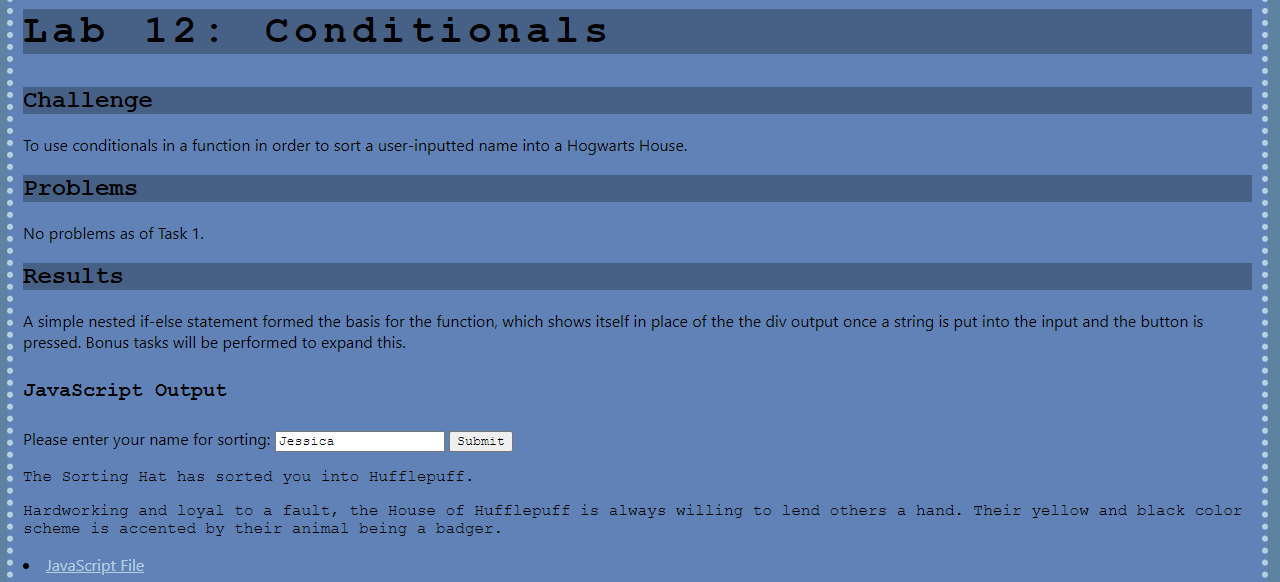 Lab 12: Conditionals
Challenge
To use conditionals in a function in order to sort a user-inputted name into a Hogwarts House.
Problems
No problems as of Task 1.
Results
A simple nested if-else statement formed the basis for the function, which shows itself in place of the the div output once a string is put into the input and the button is
pressed. Bonus tasks will be performed to expand this.
JavaScript Output
Please enter your name for sorting: Jessica Submit
The Sorting Hat has sorted you into Hufflepuff.
Hardworking and loyal to a fault, the House of Hufflepuff is always willing to lend others a hand. Their yellow and black color
scheme is accented by their animal being a badger.
• JavaScript File